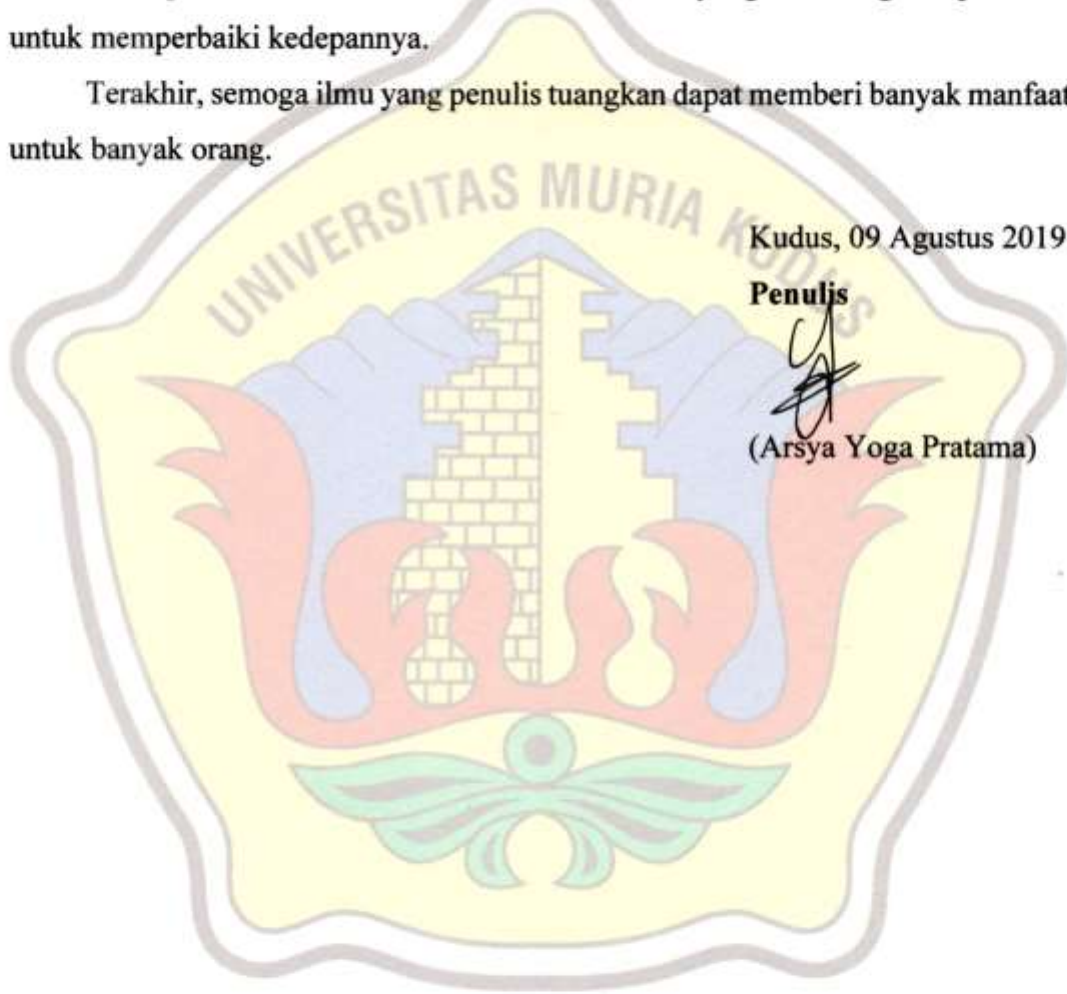 untuk memperbaiki kedepannya.
Terakhir, semoga ilmu yang penulis tuangkan dapat memberi banyak manfaat
untuk banyak orang.
UNIVERSITAS MURIA KUDUS
Kudus, 09 Agustus 2019
Penulis
(Arsya Yoga Pratama)